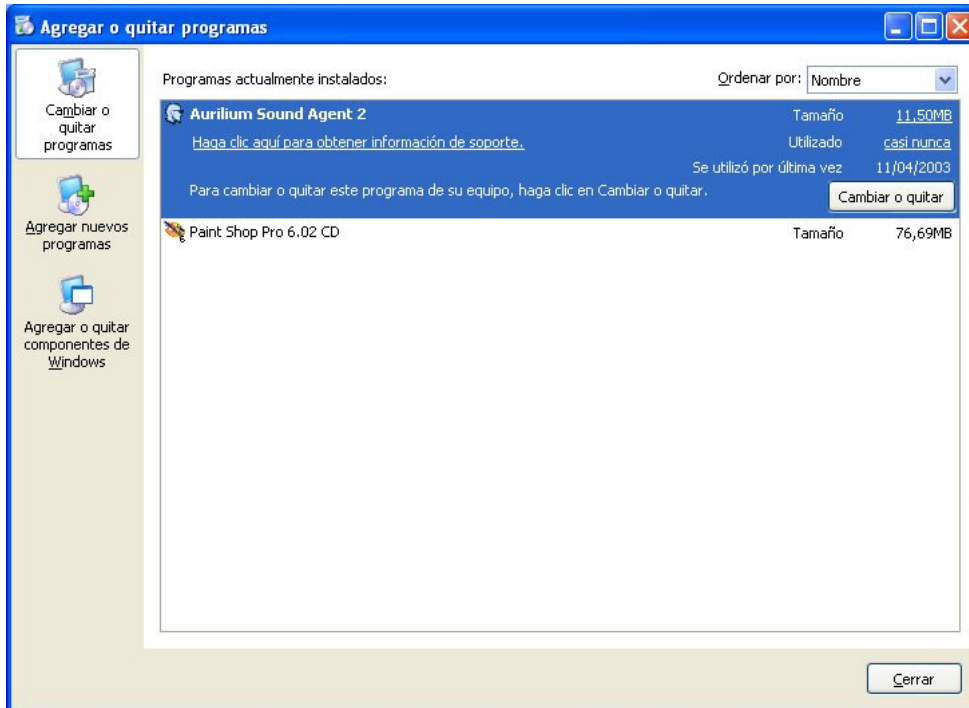 Agregar o quitar programas
Cambiar o
quitar
programas
Agregar nuevos
programas
Agregar o quitar
componentes de
Windows
Programas actualmente instalados:
Ordenar por: Nombre
Aurilium Sound Agent 2 Tamaño 11,50MB
Haga clic aquí para obtener información de soporte. Utilizado casi nunca
Se utilizó por última vez 11/04/2003
Para cambiar o quitar este programa de su equipo, haga clic en Cambiar o quitar. Cambiar o quitar
Paint Shop Pro 6.02 CD Tamaño 76,69MB
Cerrar